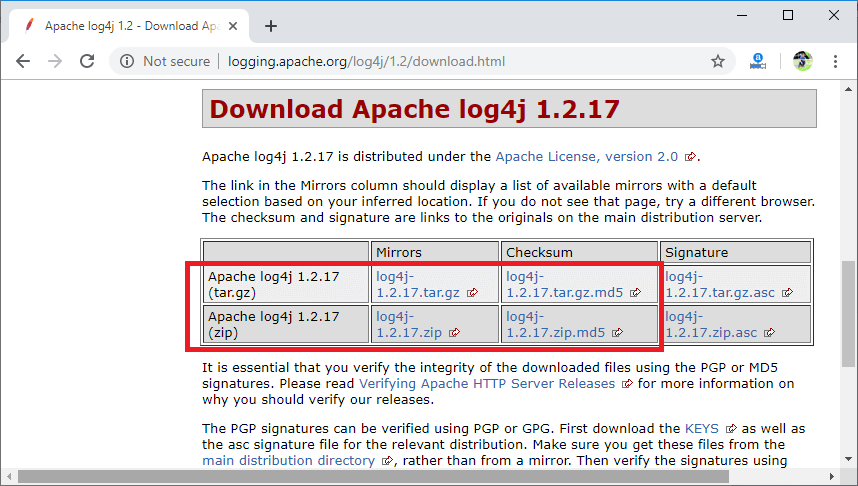 Apache log4j 1.2 - Download Apa
Not secure | logging.apache.org/log4j/1.2/download.html
Download Apache log4j 1.2.17
Apache log4j 1.2.17 is distributed under the Apache License, version 2.0 .
The link in the Mirrors column should display a list of available mirrors with a default
selection based on your inferred location. If you do not see that page, try a different browser.
The checksum and signature are links to the originals on the main distribution server.
Mirrors Checksum Signature
Apache log4j 1.2.17 log4j- log4j- log4j-
(tar.gz) 1.2.17.tar.gz 1.2.17.tar.gz.md5 1.2.17.tar.gz.asc
Apache log4j 1.2.17 log4j- log4j- log4j-
(zip) 1.2.17.zip 1.2.17.zip.md5 1.2.17.zip.asc
It is essential that you verify the integrity of the downloaded files using the PGP or MD5
signatures. Please read Verifying Apache HTTP Server Releases for more information on
why you should verify our releases.
The PGP signatures can be verified using PGP or GPG. First download the KEYS as well as
the asc signature file for the relevant distribution. Make sure you get these files from the
main distribution directory , rather than from a mirror. Then verify the signatures using